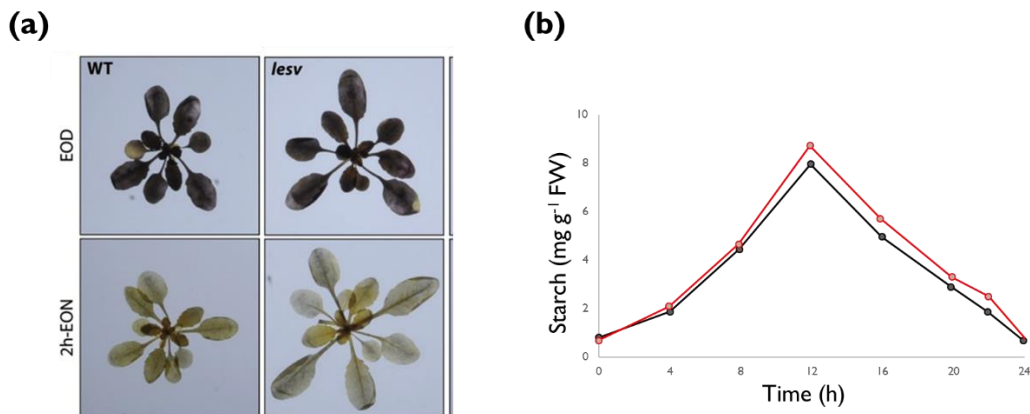 (a)
WT
lesv
EOD
2h-EON
(b)
Starch (mg g⁻¹ FW)
10
8
6
4
2
0
0 4 8 12 16 20 22 24
Time (h)